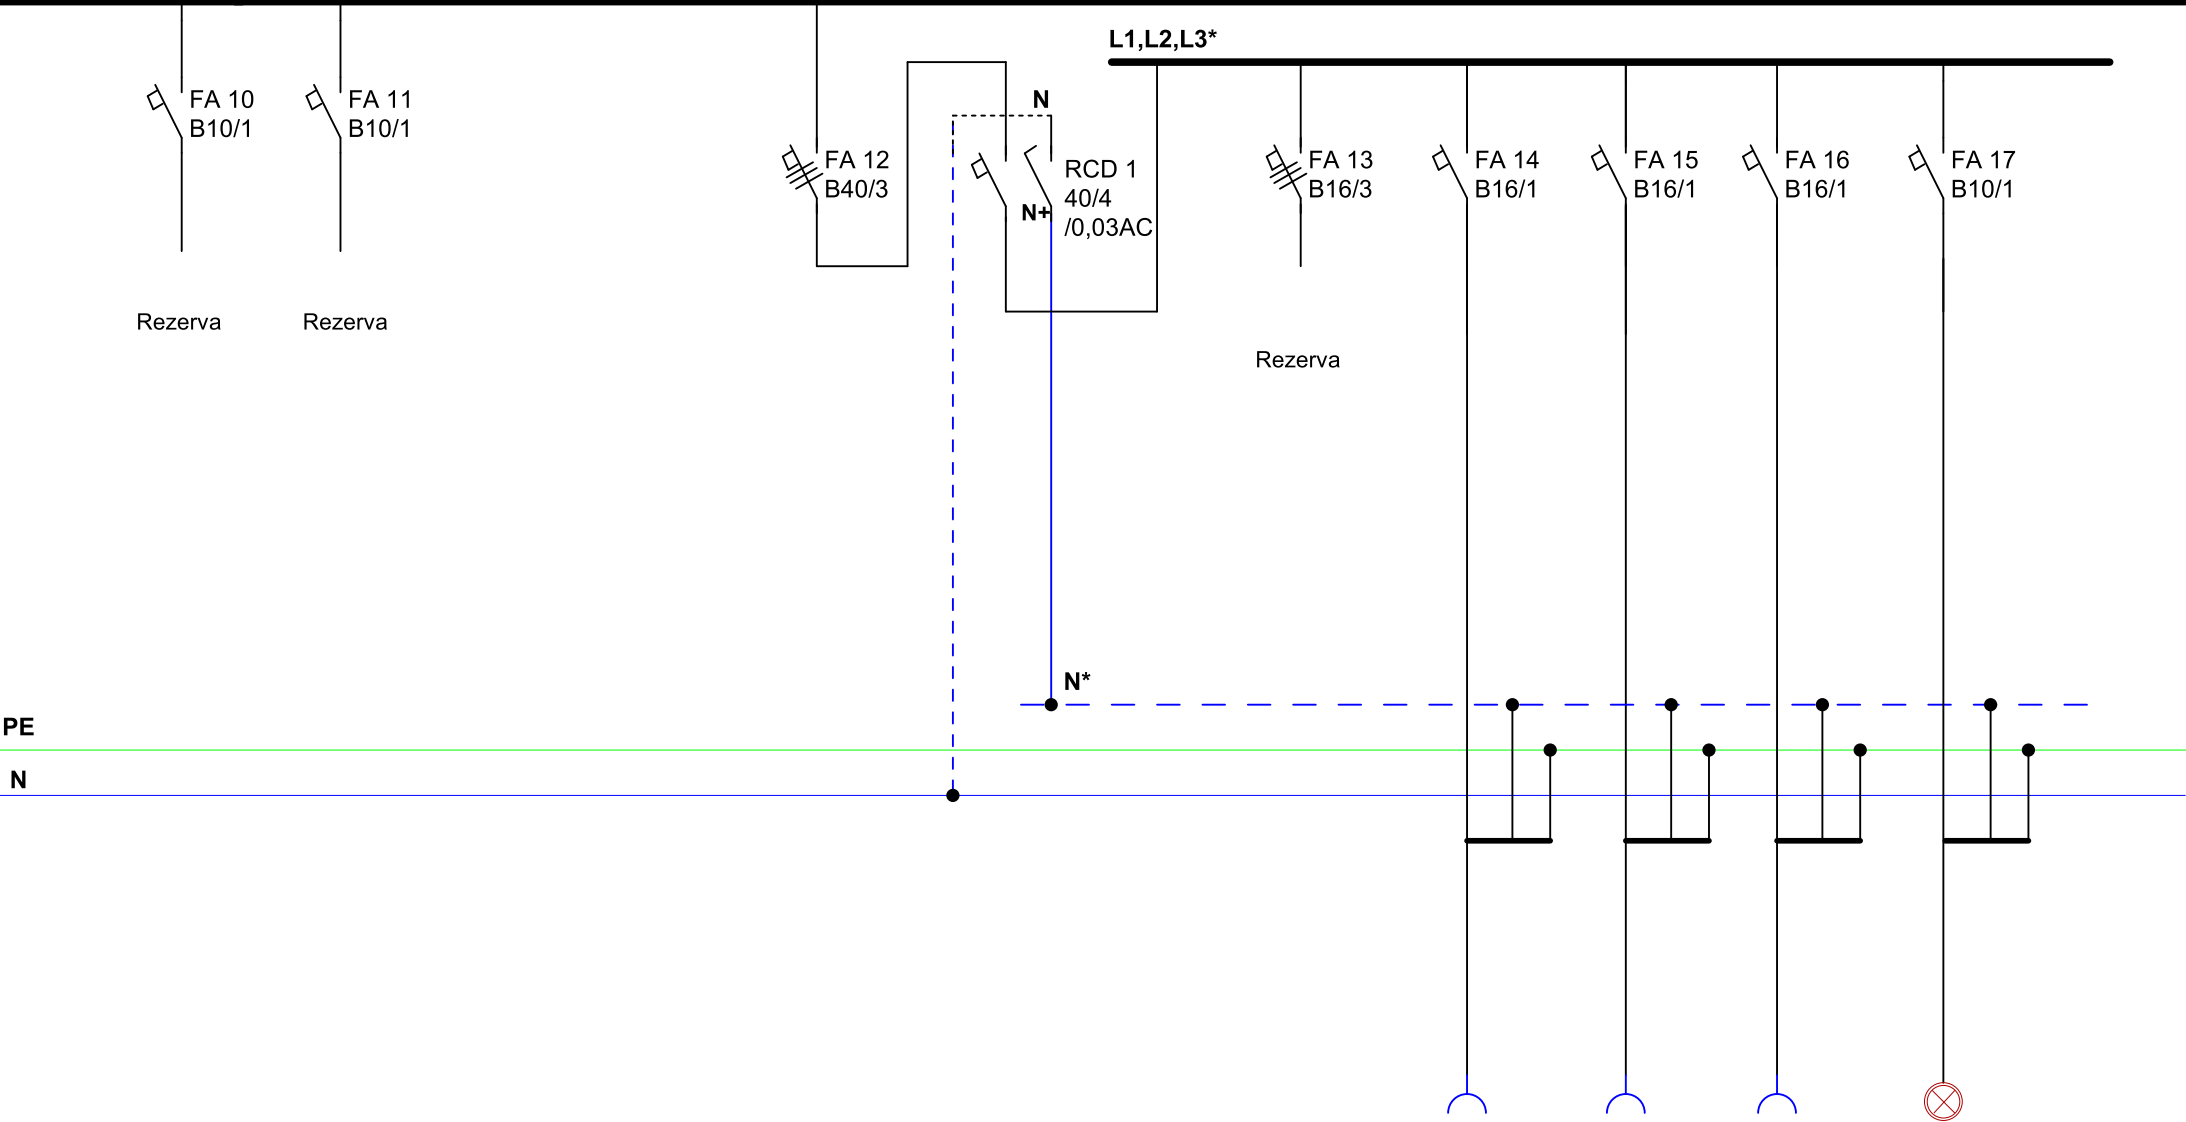 L1,L2,L3*
FA 10
B10/1
FA 11
B10/1
N
FA 12
B40/3
RCD 1
40/4
/0,03AC
N+
FA 13
B16/3
FA 14
B16/1
FA 15
B16/1
FA 16
B16/1
FA 17
B10/1
Rezerva
Rezerva
Rezerva
N*
PE
N